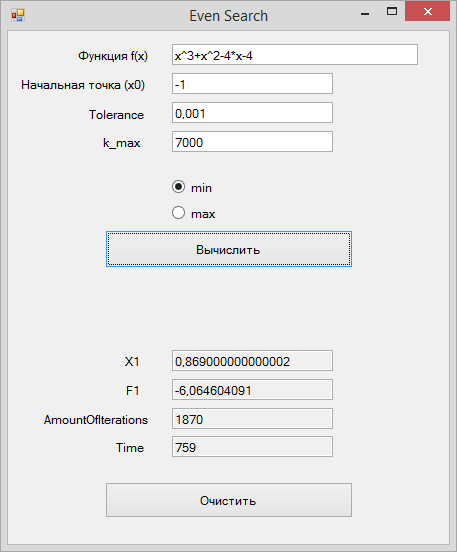 Even Search
Функция f(x) x^3+x^2-4*x-4
Начальная точка (x0) -1
Tolerance 0,001
k_max 7000
min
max
Вычислить
X1 0,869000000000002
F1 -6,064604091
AmountOfIterations 1870
Time 759
Очистить